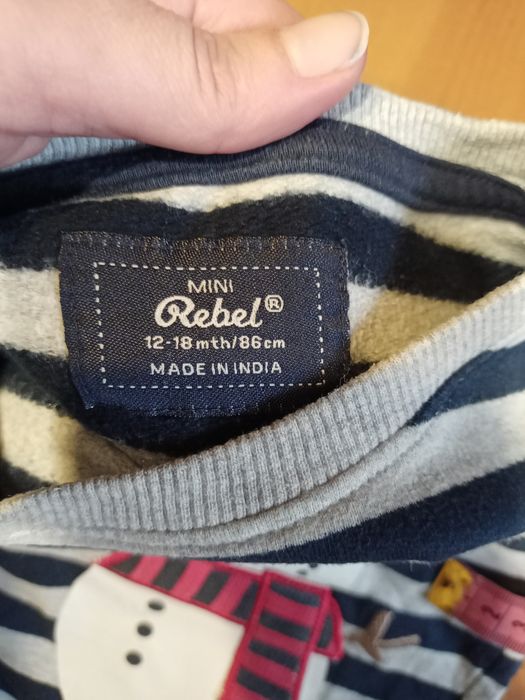 MINI
Rebel®
12-18 mth/86cm
MADE IN INDIA